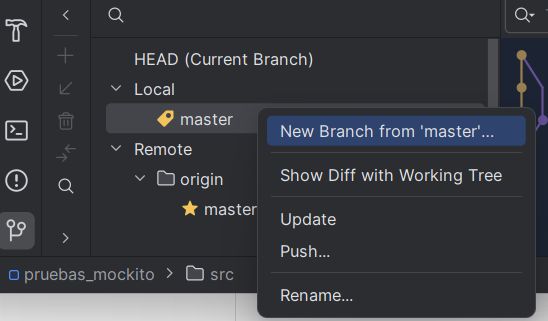 HEAD (Current Branch)
Local
master
New Branch from 'master'...
Remote
Show Diff with Working Tree
origin
master
Update
Push...
pruebas_mockito
src
Rename...